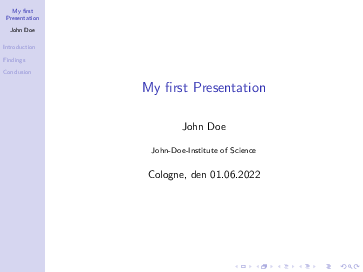 My first
Presentation
John Doe
Introduction
Findings
Conclusion
My first Presentation
John Doe
John-Doe-Institute of Science
Cologne, den 01.06.2022